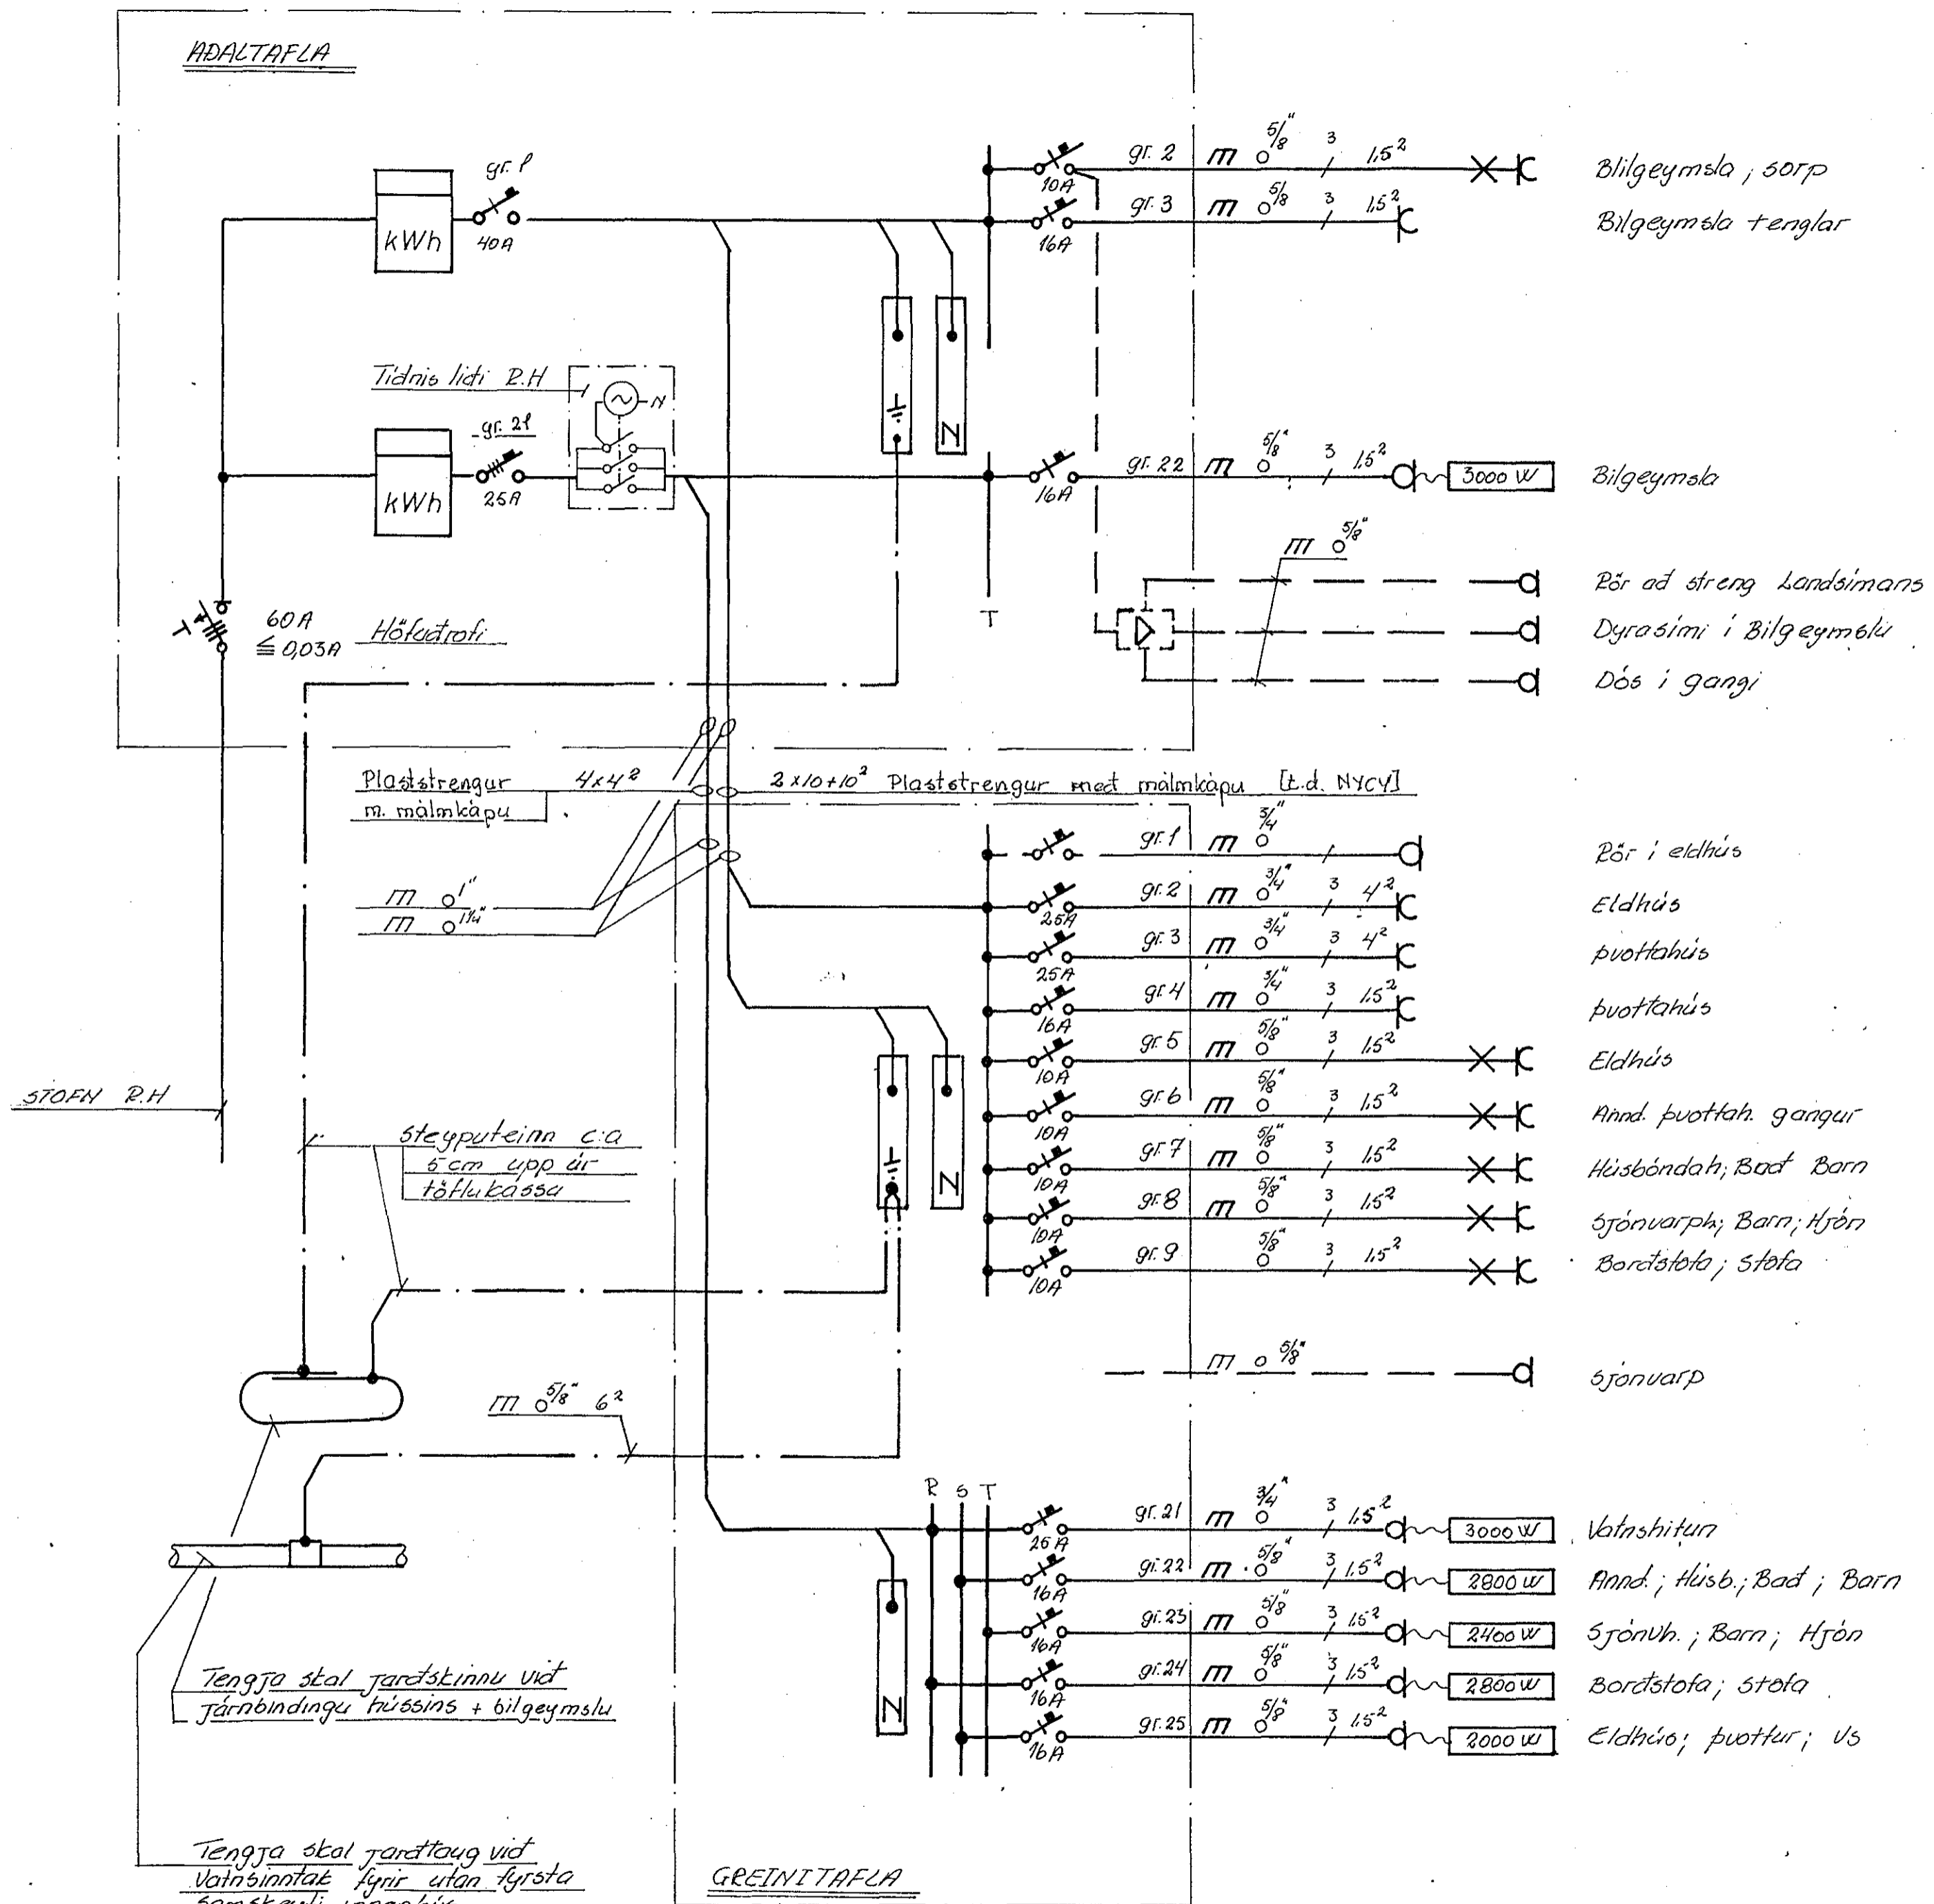 AÐALTAFLA
gr. 1
kWh
40A
10A
gr. 2 m 5/8" 3 1,5²
Blilgeymsla ; sorp
16A
gr. 3 m 5/8 3 1,5²
Bílgeymsla tenglar
N
Tíðnis liði R.H
N
gr. 21
kWh
25A
16A
gr. 22 m 5/8" 3 1,5²
3000 W
Bílgeymsla
T
m 5/8"
Rör að streng Landsímans
Dyrasími í Bílgeymslu
Dós í gangi
T
60A
≦ 0,03A
Höfuðrofi
Plaststrengur 4x4²
m. málmkápu
2x10+10² Plaststrengur með málmkápu [t.d. NYCY]
m 1"
m 1¼"
gr. 1 m 3/4"
Rör í eldhús
25A
gr. 2 m 3/4" 3 4²
Eldhús
25A
gr. 3 m 3/4" 3 4²
þvottahús
16A
gr. 4 m 3/4" 3 1,5²
þvottahús
10A
gr. 5 m 5/8" 3 1,5²
Eldhús
10A
gr. 6 m 5/8" 3 1,5²
Annd. þvottah. gangur
10A
gr. 7 m 5/8" 3 1,5²
Húsbóndah; Bað Barn
10A
gr. 8 m 5/8" 3 1,5²
Sjónvarph; Barn; Hjón
10A
gr. 9 5/8" 3 1,5²
Borðstofa ; Stofa
N
STOFN R.H
Steyputeinn c:a
5 cm upp úr
töflukassa
m 5/8"
Sjónvarp
m 5/8" 6²
R S T
25A
gr. 21 m 3/4" 3 1,5²
3000 W
Vatnshitun
16A
gr. 22 m 5/8" 3 1,5²
2800 W
Annd. ; Húsb.; Bað ; Barn
16A
gr. 23 m 5/8" 3 1,5²
2400 W
Sjónvh. ; Barn ; Hjón
16A
gr. 24 m 5/8" 3 1,5²
2800 W
Borðstofa ; Stofa
16A
gr. 25 m 5/8" 3 1,5²
2000 W
Eldhús; þvottur; VS
N
Tengja skal jarðskinnu við
járnbindingu hússins + bílgeymslu
Tengja skal jarðtaug við
Vatnsinntak fyrir utan fyrsta
GREINITAFLA